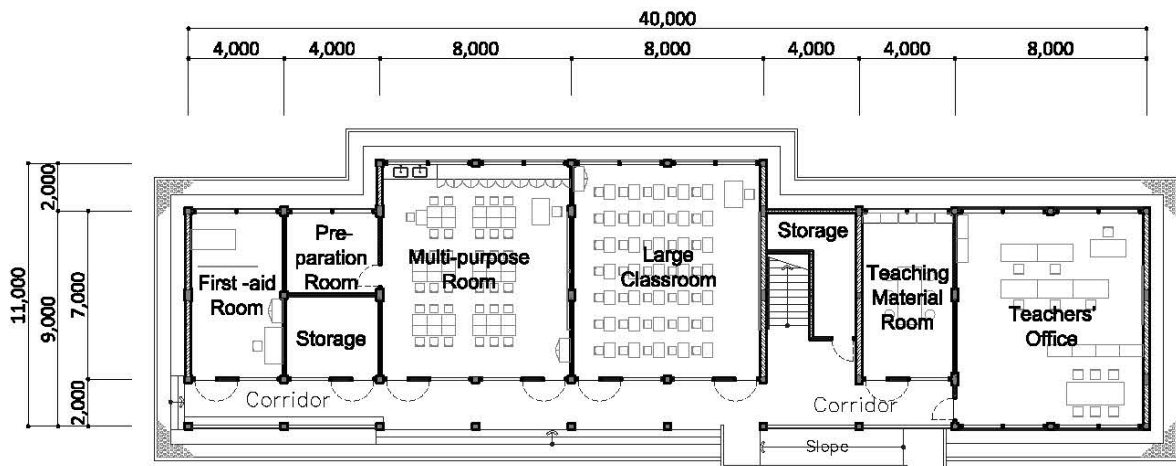 40,000
4,000 4,000 8,000 8,000 4,000 4,000 8,000
11,000
9,000
2,000
7,000
2,000
First -aid
Room
Pre-
paration
Room
Storage
Multi-purpose
Room
Large
Classroom
Storage
Teaching
Material
Room
Teachers'
Office
Corridor
Corridor
Slope